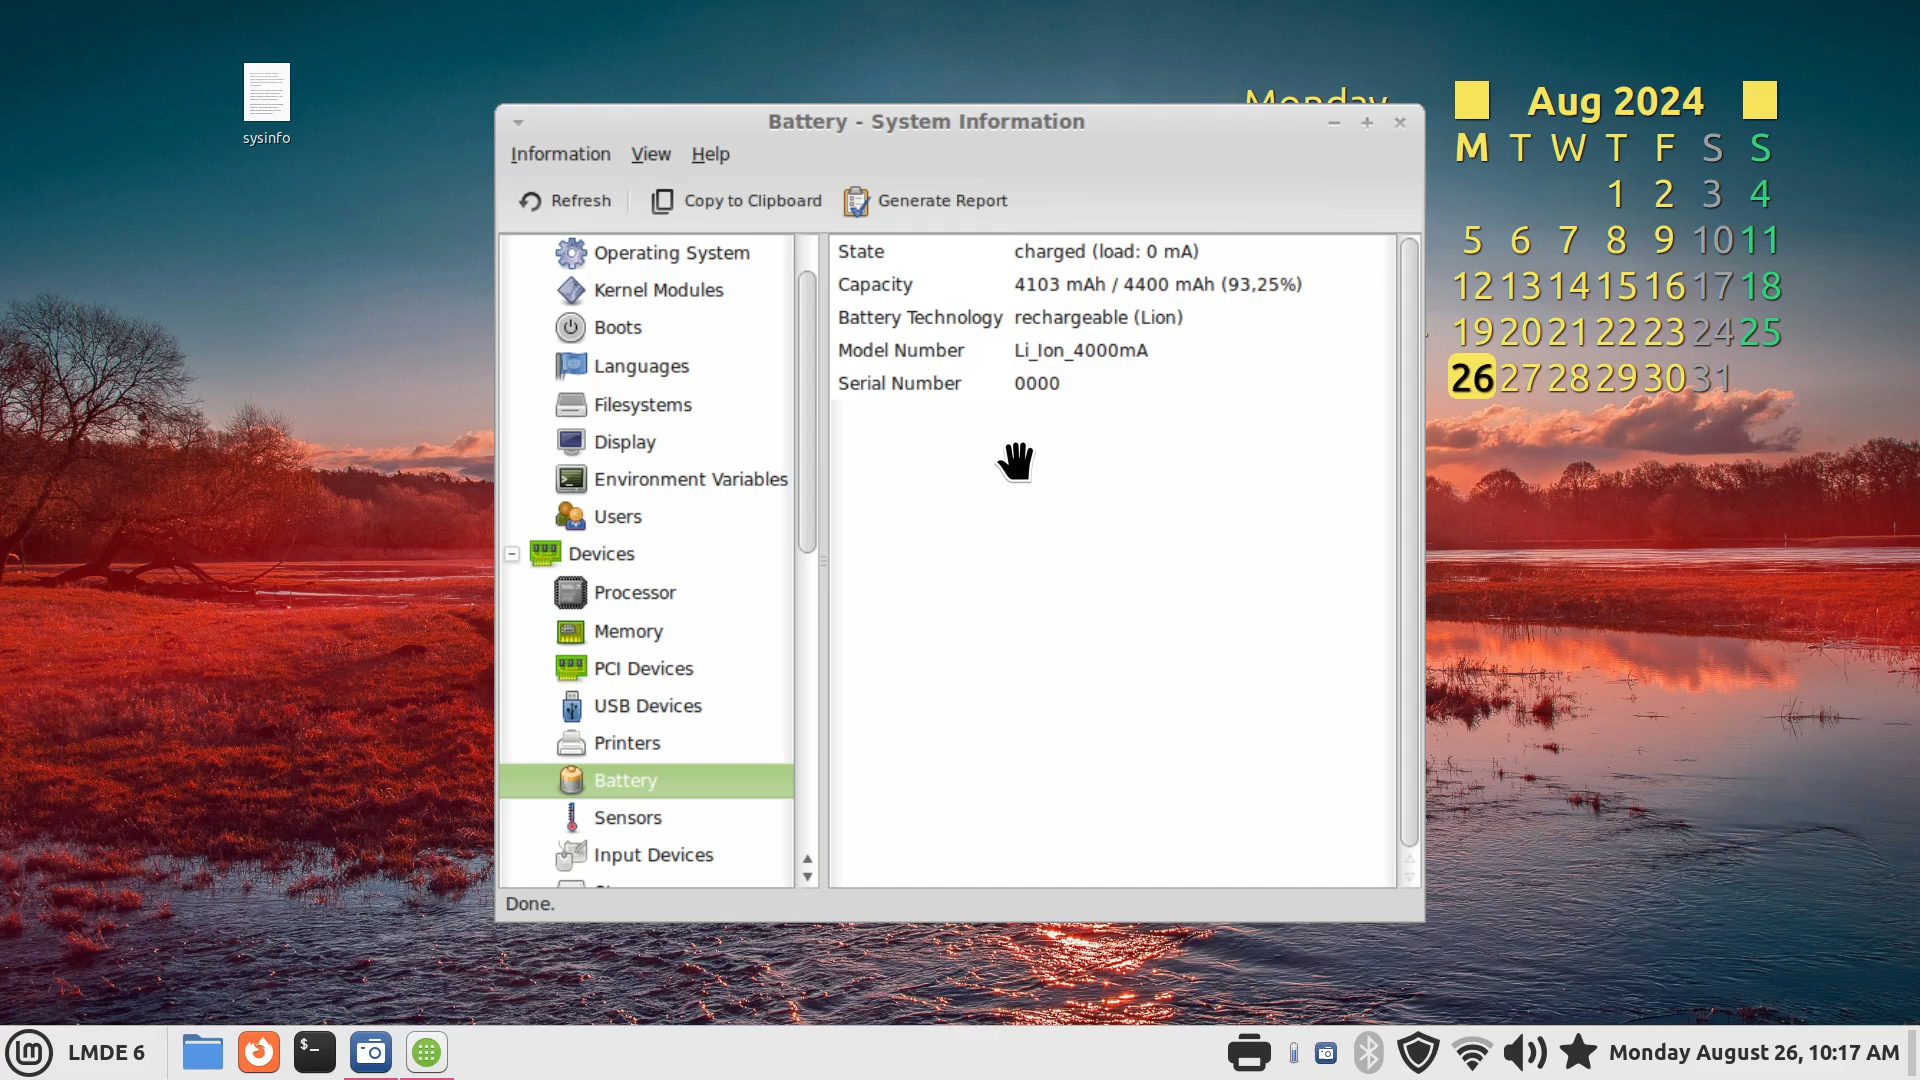 sysinfo
Monday
Aug 2024
M T W T F S S
1 2 3 4
5 6 7 8 9 10 11
12 13 14 15 16 17 18
19 20 21 22 23 24 25
26 27 28 29 30 31
Battery - System Information
Information View Help
Refresh Copy to Clipboard Generate Report
Operating System
Kernel Modules
Boots
Languages
Filesystems
Display
Environment Variables
Users
Devices
Processor
Memory
PCI Devices
USB Devices
Printers
Battery
Sensors
Input Devices
State charged (load: 0 mA)
Capacity 4103 mAh / 4400 mAh (93,25%)
Battery Technology rechargeable (Lion)
Model Number Li_Ion_4000mA
Serial Number 0000
Done.
LMDE 6
$_
Monday August 26, 10:17 AM